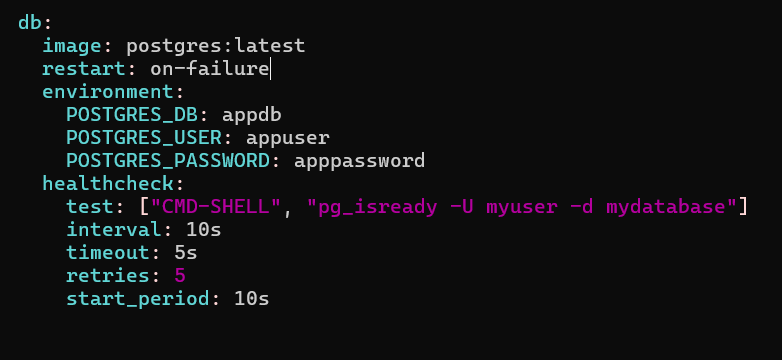 db:
  image: postgres:latest
  restart: on-failure
  environment:
    POSTGRES_DB: appdb
    POSTGRES_USER: appuser
    POSTGRES_PASSWORD: apppassword
  healthcheck:
    test: ["CMD-SHELL", "pg_isready -U myuser -d mydatabase"]
    interval: 10s
    timeout: 5s
    retries: 5
    start_period: 10s